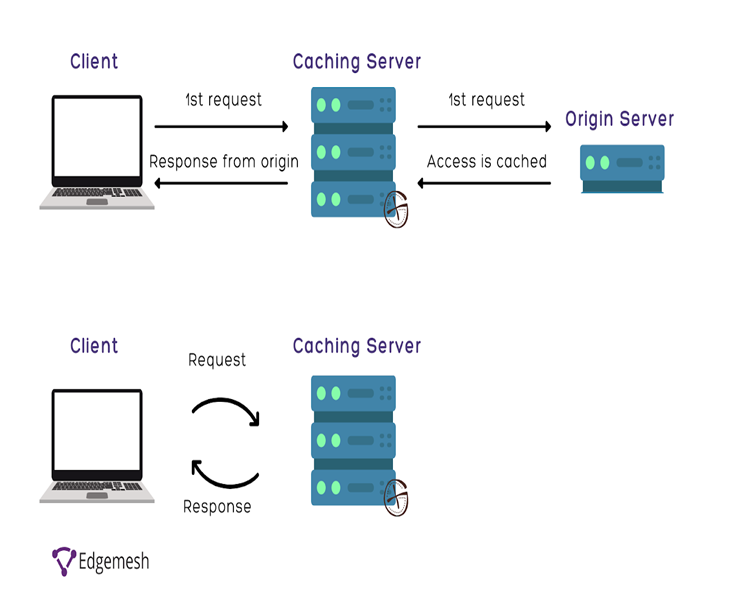 Client
Caching Server
1st request
1st request
Origin Server
Response from origin
Access is cached
Client
Caching Server
Request
Response
Edgemesh